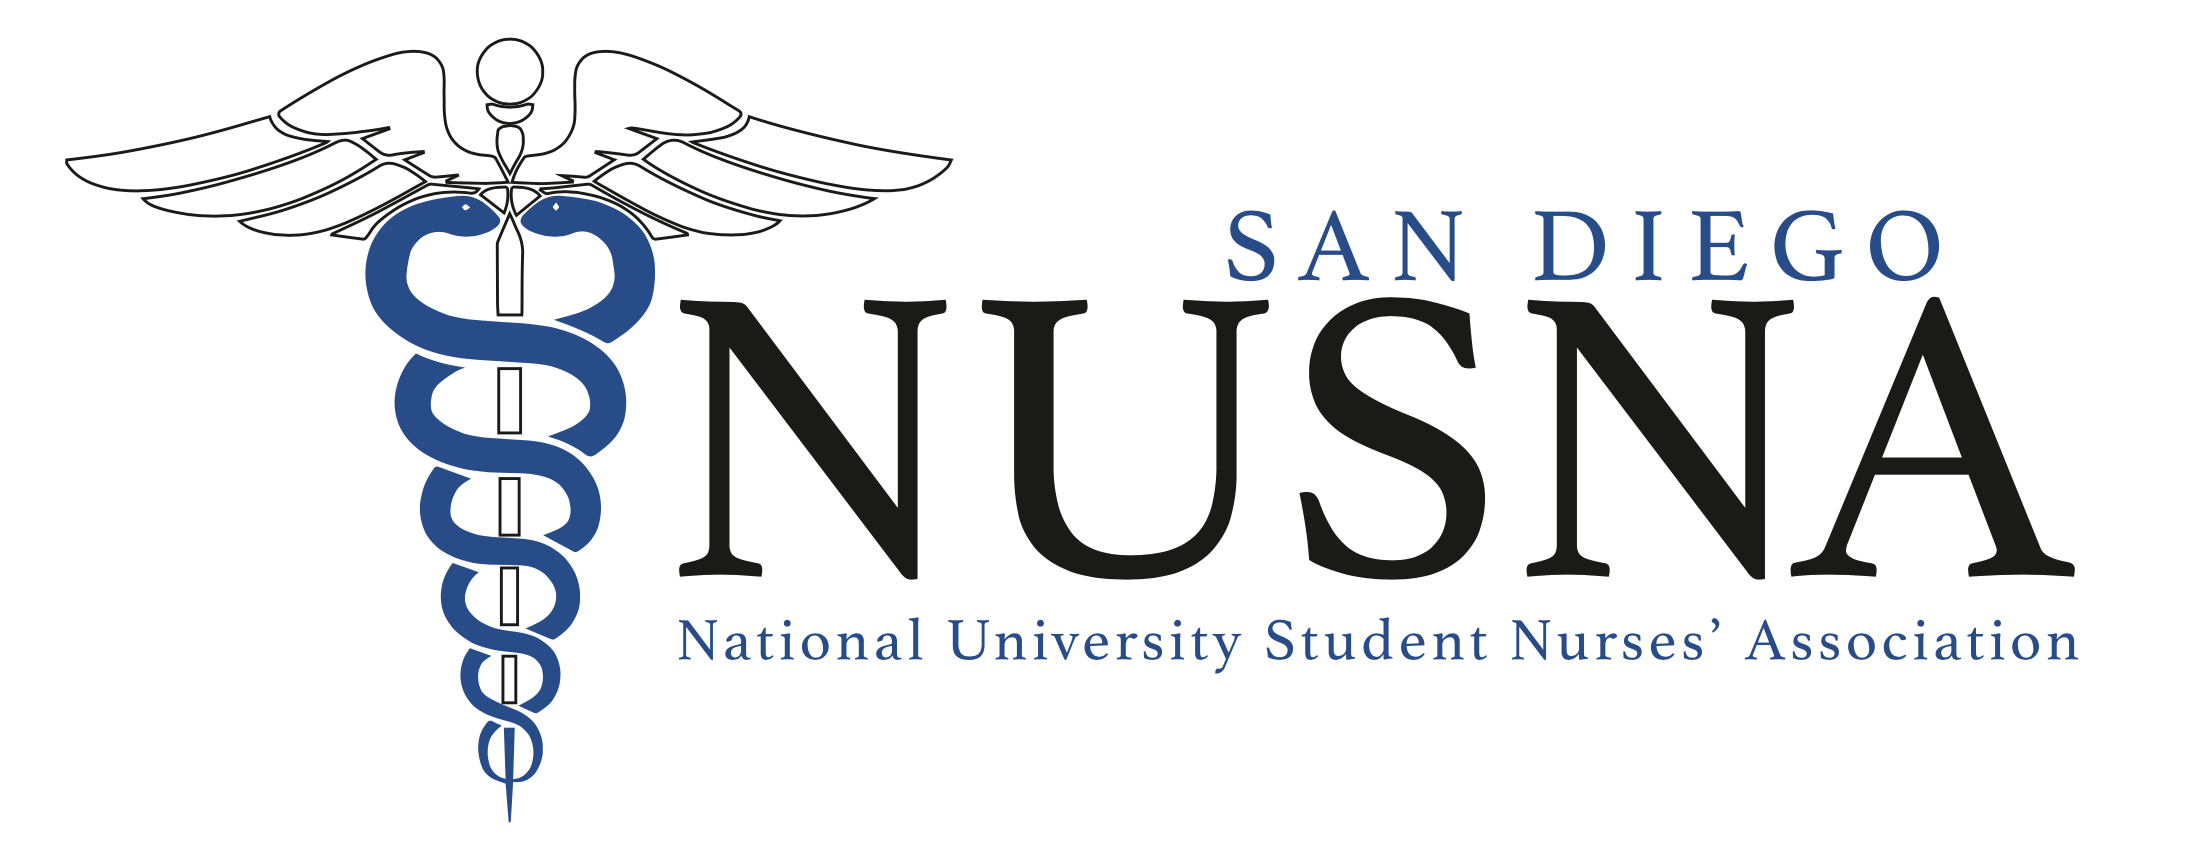 SAN DIEGO
NUSNA
National University Student Nurses’ Association